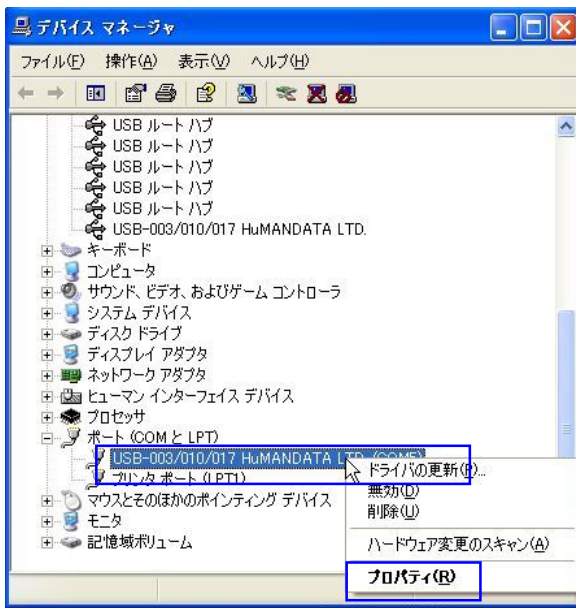 デバイス マネージャ
ファイル(F) 操作(A) 表示(V) ヘルプ(H)
USB ルート ハブ
USB ルート ハブ
USB ルート ハブ
USB ルート ハブ
USB ルート ハブ
USB-003/010/017 HuMANDATA LTD.
キーボード
コンピュータ
サウンド、ビデオ、およびゲーム コントローラ
システム デバイス
ディスク ドライブ
ディスプレイ アダプタ
ネットワーク アダプタ
ヒューマン インターフェイス デバイス
プロセッサ
ポート (COM と LPT)
USB-003/010/017 HuMANDATA LTD.
プリンタ ポート (LPT1)
マウスとそのほかのポインティング デバイス
モニタ
記憶域ボリューム
ドライバの更新(P)...
無効(D)
削除(U)
ハードウェア変更のスキャン(A)
プロパティ(R)